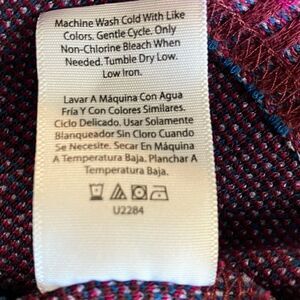 Machine Wash Cold With Like
Colors. Gentle Cycle. Only
Non-Chlorine Bleach When
Needed. Tumble Dry Low.
Low Iron.
Lavar A Máquina Con Agua
Fría Y Con Colores Similares.
Ciclo Delicado. Usar Solamente
Blanqueador Sin Cloro Cuando
Se Necesite. Secar En Máquina
A Temperatura Baja. Planchar A
Temperatura Baja.
U2284